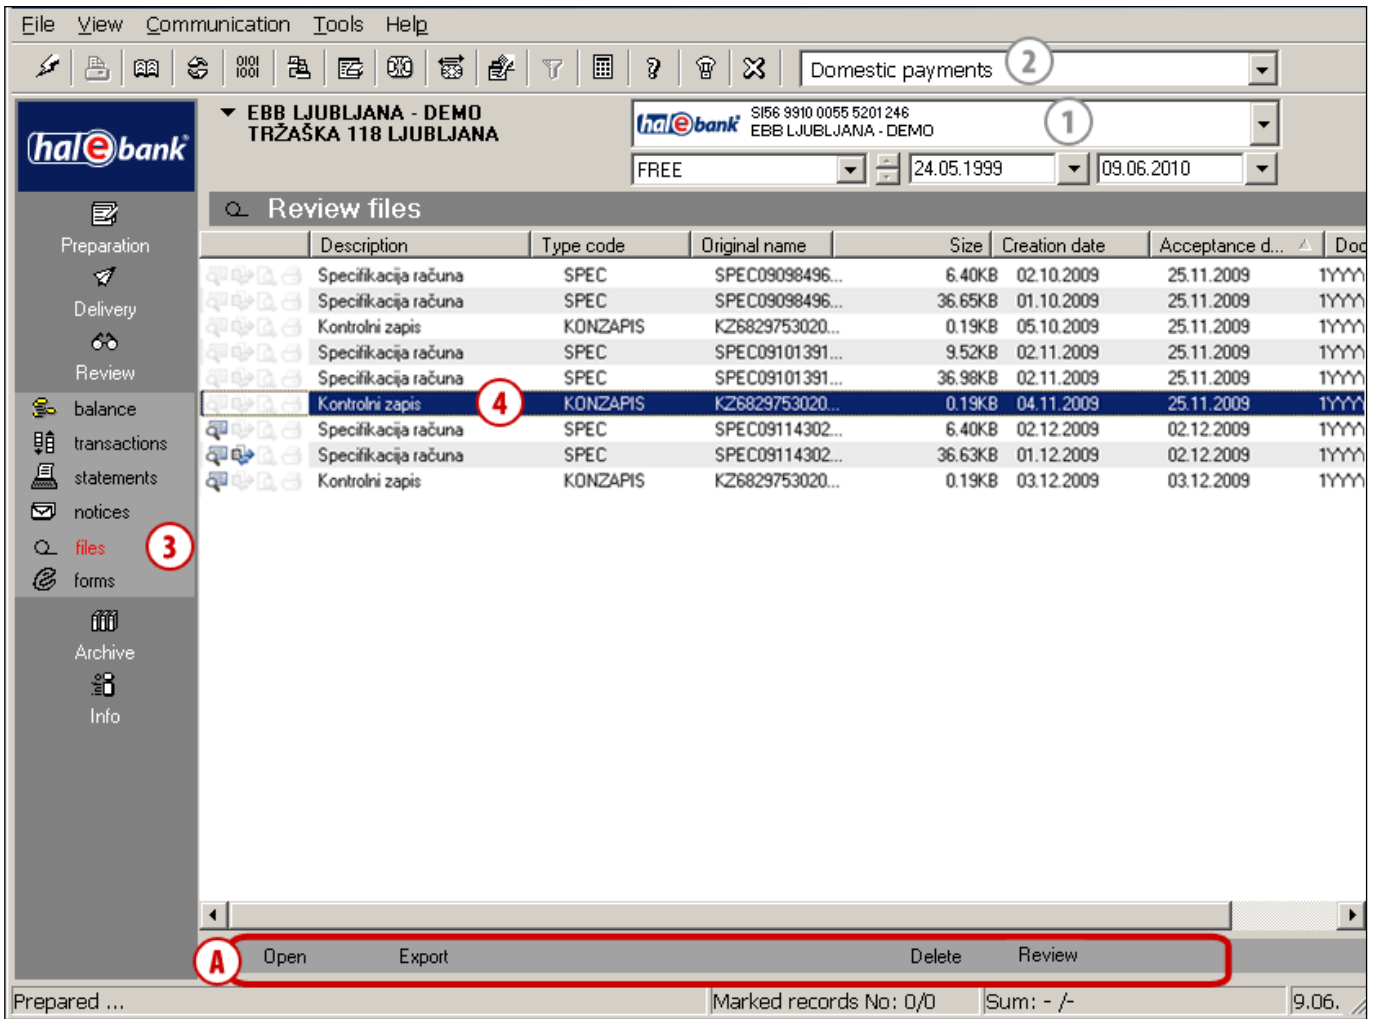 File View Communication Tools Help
Domestic payments 2
hal e bank
EBB LJUBLJANA - DEMO
TRŽAŠKA 118 LJUBLJANA
hal e bank SI56 9910 0055 5201 246
EBB LJUBLJANA - DEMO 1
FREE 24.05.1999 09.06.2010
Review files
Description Type code Original name Size Creation date Acceptance d... Doc
Specifikacija računa SPEC SPEC09098496... 6.40KB 02.10.2009 25.11.2009 1YYY
Specifikacija računa SPEC SPEC09098496... 36.65KB 01.10.2009 25.11.2009 1YYY
Kontrolni zapis KONZAPIS KZ6829753020... 0.19KB 05.10.2009 25.11.2009 1YYY
Specifikacija računa SPEC SPEC09101391... 9.52KB 02.11.2009 25.11.2009 1YYY
Specifikacija računa SPEC SPEC09101391... 36.98KB 02.11.2009 25.11.2009 1YYY
Kontrolni zapis 4 KONZAPIS KZ6829753020... 0.19KB 04.11.2009 25.11.2009 1YYY
Specifikacija računa SPEC SPEC09114302... 6.40KB 02.12.2009 02.12.2009 1YYY
Specifikacija računa SPEC SPEC09114302... 36.63KB 01.12.2009 02.12.2009 1YYY
Kontrolni zapis KONZAPIS KZ6829753020... 0.19KB 03.12.2009 03.12.2009 1YYY
Preparation
Delivery
Review
balance
transactions
statements
notices
files 3
forms
Archive
Info
A Open Export Delete Review
Prepared ... Marked records No: 0/0 Sum: - /- 9.06.